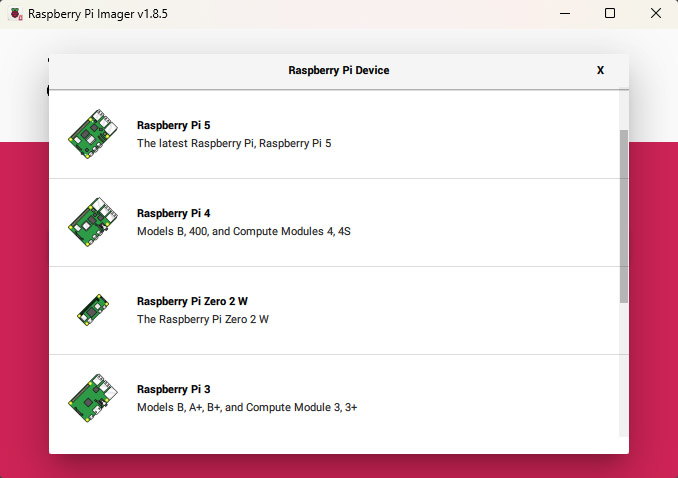 Raspberry Pi Imager v1.8.5
Raspberry Pi Device
X
Raspberry Pi 5
The latest Raspberry Pi, Raspberry Pi 5
Raspberry Pi 4
Models B, 400, and Compute Modules 4, 4S
Raspberry Pi Zero 2 W
The Raspberry Pi Zero 2 W
Raspberry Pi 3
Models B, A+, B+, and Compute Module 3, 3+